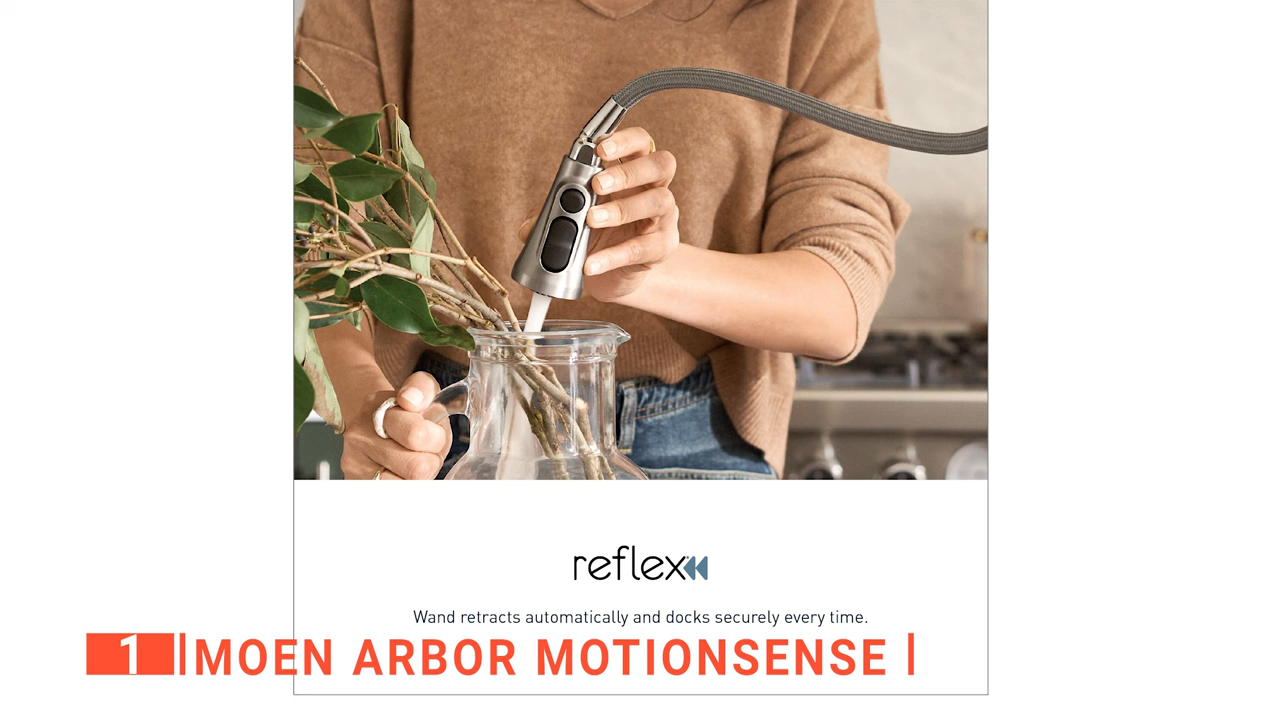 reflex
Wand retracts automatically and docks securely every time.
1 MOEN ARBOR MOTIONSENSE